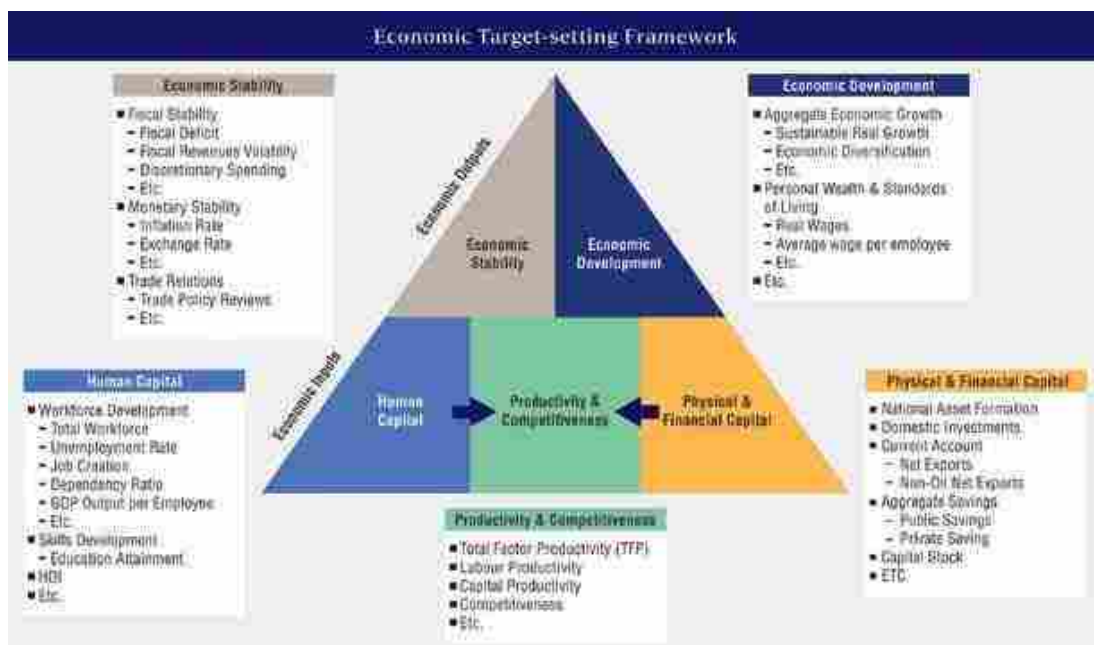 Economic Target-setting Framework
Economic Stability
▪ Fiscal Stability
- Fiscal Deficit
- Fiscal Revenues Volatility
- Discretionary Spending
- Etc.
▪ Monetary Stability
- Inflation Rate
- Exchange Rate
- Etc.
▪ Trade Relations
- Trade Policy Reviews
- Etc.
Economic Development
▪ Aggregate Economic Growth
- Sustainable Real Growth
- Economic Diversification
- Etc.
▪ Personal Wealth & Standards
of Living
- Real Wages
- Average wage per employee
- Etc.
▪ Etc.
Economic Outputs
Economic
Stability
Economic
Development
Economic Inputs
Human
Capital
Productivity &
Competitiveness
Physical &
Financial Capital
Human Capital
▪ Workforce Development
- Total Workforce
- Unemployment Rate
- Job Creation
- Dependency Ratio
- GDP Output per Employee
- Etc.
▪ Skills Development
- Education Attainment
▪ HDI
▪ Etc.
Productivity & Competitiveness
▪ Total Factor Productivity (TFP)
▪ Labour Productivity
▪ Capital Productivity
▪ Competitiveness
▪ Etc.
Physical & Financial Capital
▪ National Asset Formation
▪ Domestic Investments
▪ Current Account
- Net Exports
- Non-Oil Net Exports
▪ Aggregate Savings
- Public Savings
- Private Saving
▪ Capital Stock
▪ ETC